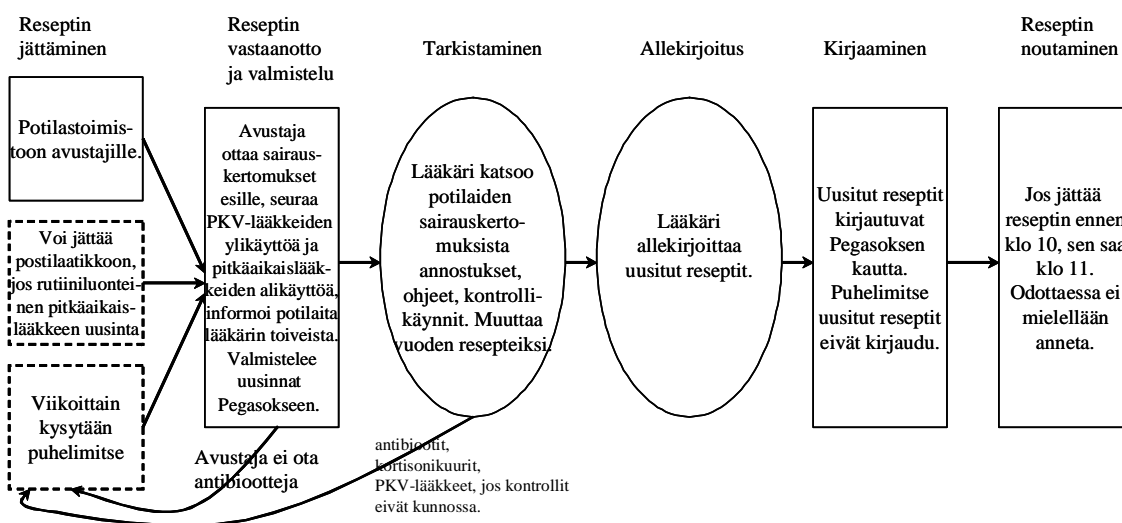 Reseptin
jättäminen
Reseptin
vastaanotto
ja valmistelu
Tarkistaminen
Allekirjoitus
Kirjaaminen
Reseptin
noutaminen
Potilastoimis-
toon avustajille.
Voi jättää
postilaatikkoon,
jos rutiiniluontei-
nen pitkäaikais-
lääkkeen uusinta
Viikoittain
kysytään
puhelimitse
Avustaja
ottaa sairaus-
kertomukset
esille, seuraa
PKV-lääkkeiden
ylikäyttöä ja
pitkäaikaislääk-
keiden alikäyttöä,
informoi potilaita
lääkärin toiveista.
Valmistelee
uusinnat
Pegasokseen.
Lääkäri katsoo
potilaiden
sairauskerto-
muksista
annostukset,
ohjeet, kontrolli-
käynnit. Muuttaa
vuoden resepteiksi.
Lääkäri
allekirjoittaa
uusitut reseptit.
Uusitut reseptit
kirjautuvat
Pegasoksen
kautta.
Puhelimitse
uusitut reseptit
eivät kirjaudu.
Jos jättää
reseptin ennen
klo 10, sen saa
klo 11.
Odottaessa ei
mielellään
anneta.
Avustaja ei ota
antibiootteja
antibiootit,
kortisonikuurit,
PKV-lääkkeet, jos kontrollit
eivät kunnossa.